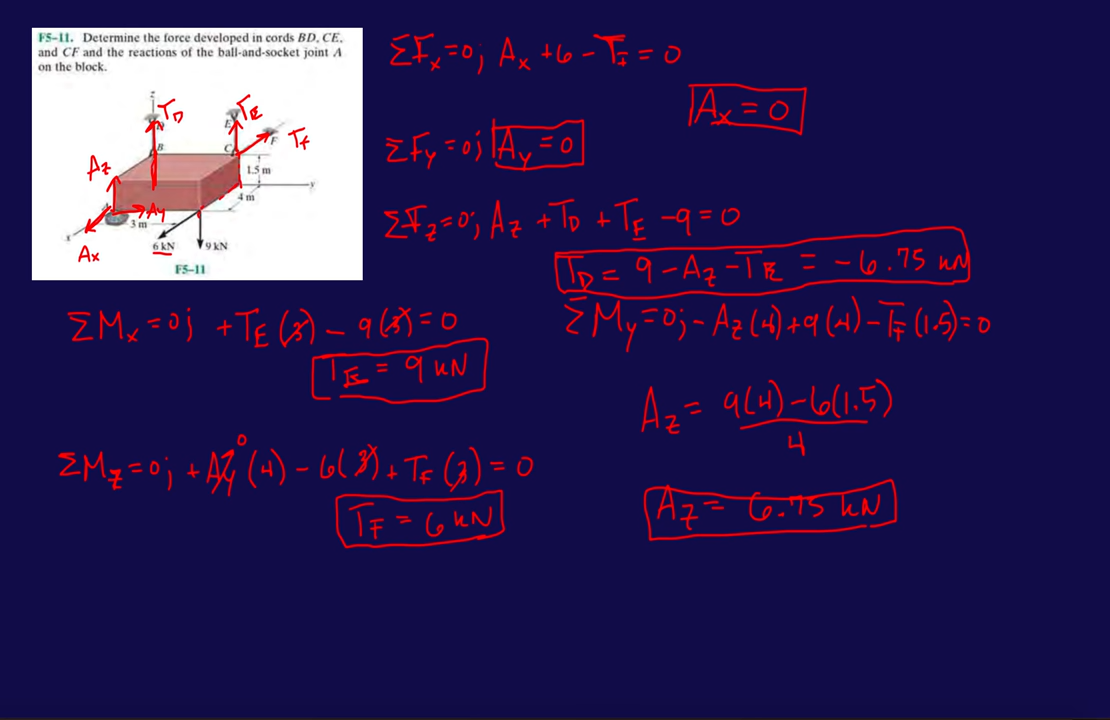 F5–11. Determine the force developed in cords BD, CE,
and CF and the reactions of the ball-and-socket joint A
on the block.
z
T_D
T_E
D
E
T_F
F
B
C
A_z
1.5 m
y
4 m
A
A_y
3 m
x
A_x
6 kN
9 kN
F5–11
ΣF_x=0; A_x +6 - T_F = 0
A_x = 0
ΣF_y=0; A_y = 0
ΣF_z=0; A_z + T_D + T_E -9 = 0
T_D = 9 - A_z - T_E = -6.75 kN
ΣM_x=0; +T_E (3) - 9(3) = 0
T_E = 9 kN
ΣM_y=0; -A_z(4)+9(4)-T_F(1.5)=0
A_z = 9(4)-6(1.5)
4
A_z = 6.75 kN
ΣM_z=0; +A_y (4) - 6(3) + T_F (3) = 0
0
T_F = 6 kN